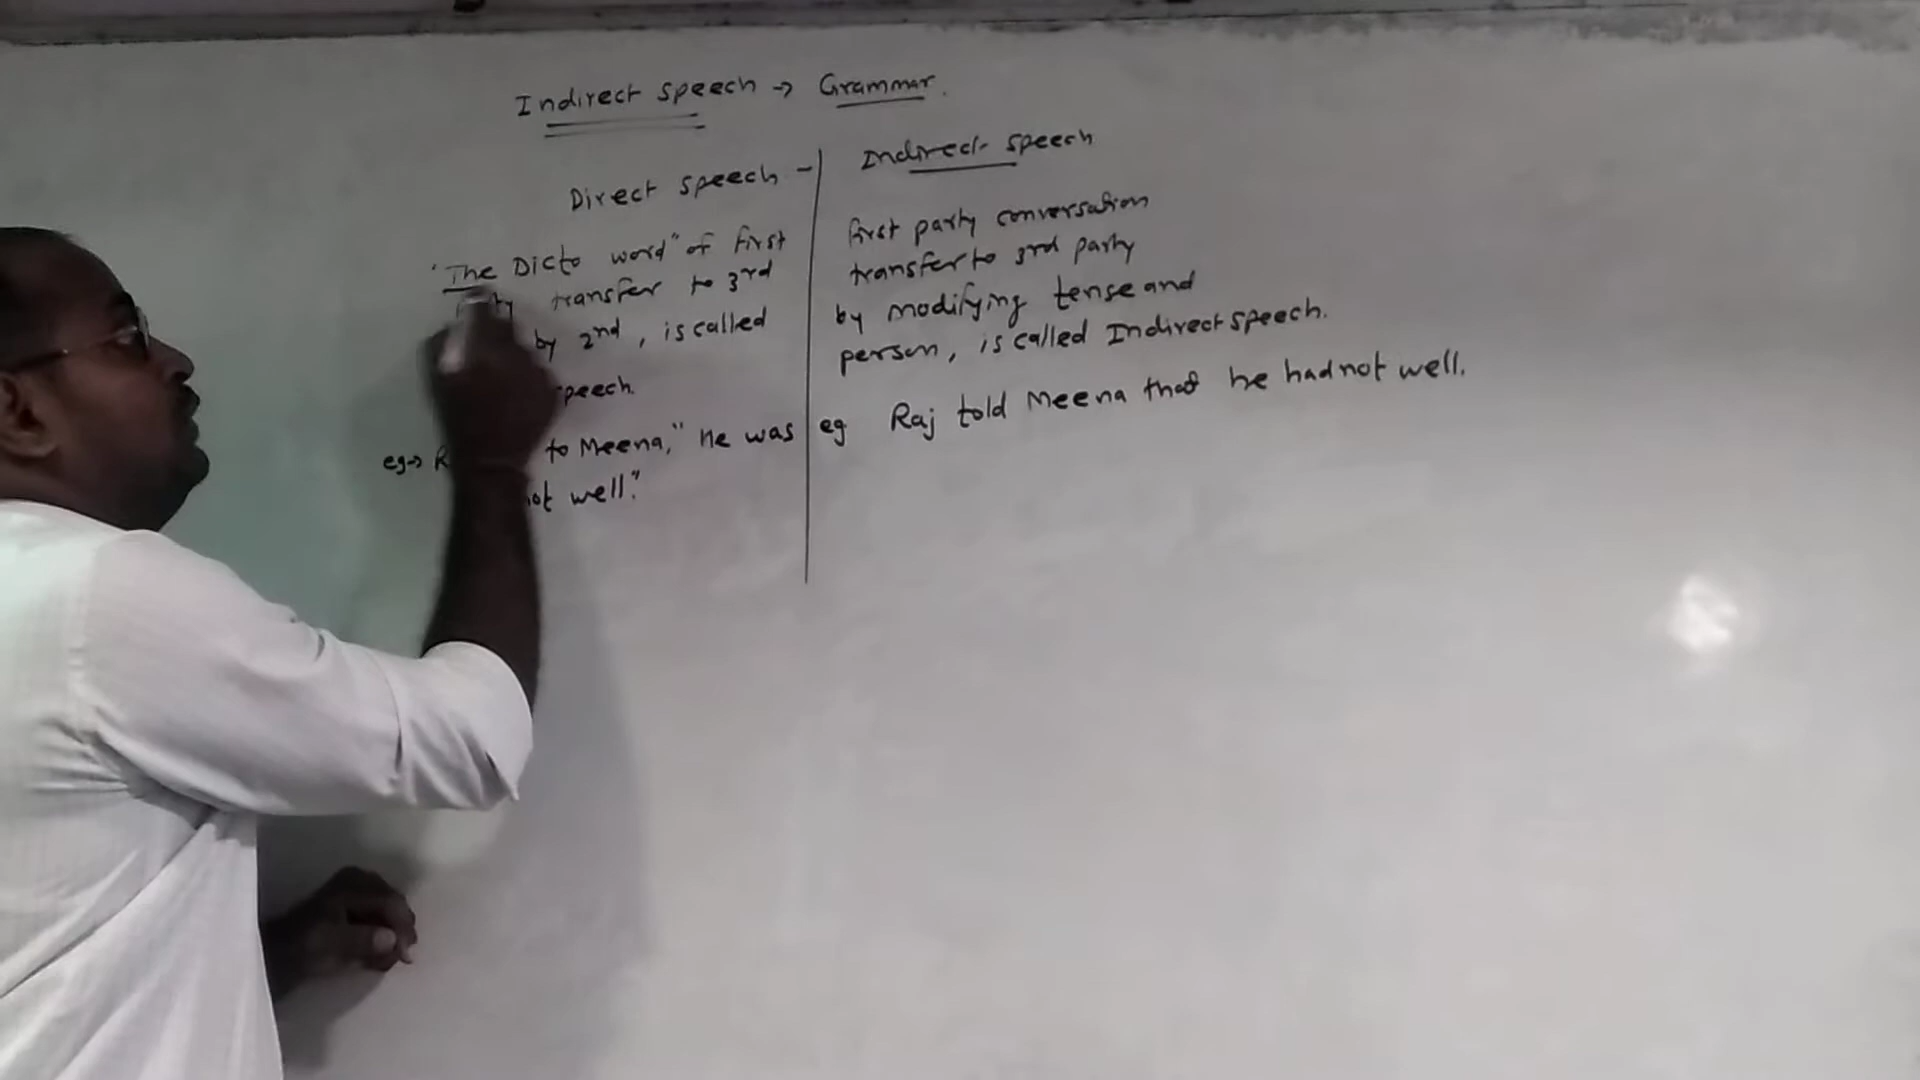 Indirect speech → Grammar.
Direct speech -
"The Dicto word" of first
transfer to 3rd
by 2nd, is called
speech.
eg→ to Meena," He was
not well."
Indirect speech
first party conversation
transfer to 3rd party
by modifying tense and
person, is called Indirect speech.
eg Raj told Meena that he had not well.